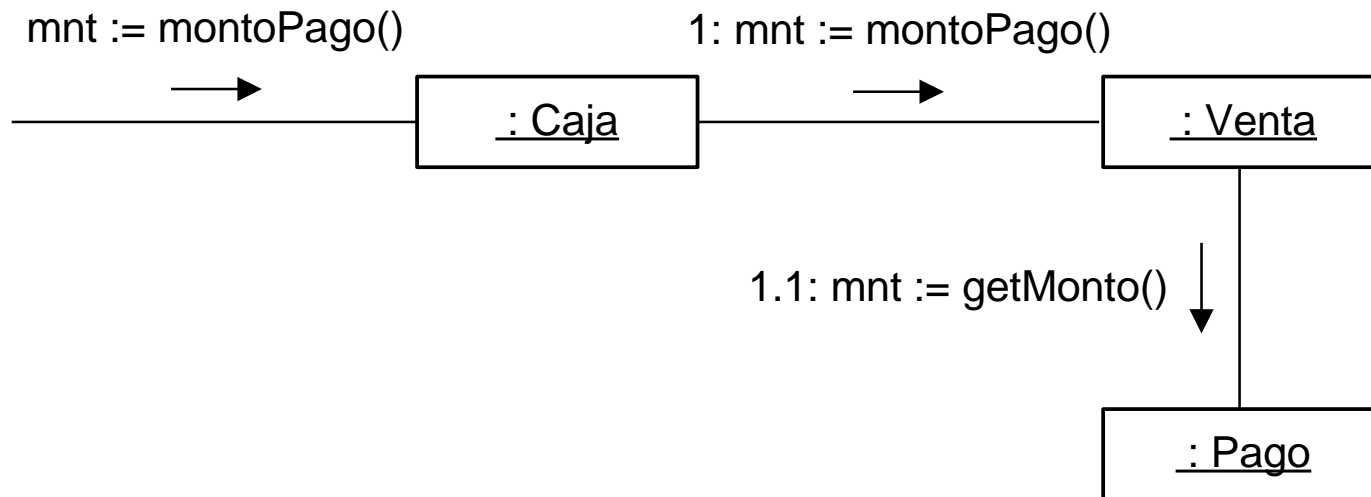 mnt := montoPago()
1: mnt := montoPago()
: Caja
: Venta
1.1: mnt := getMonto()
: Pago